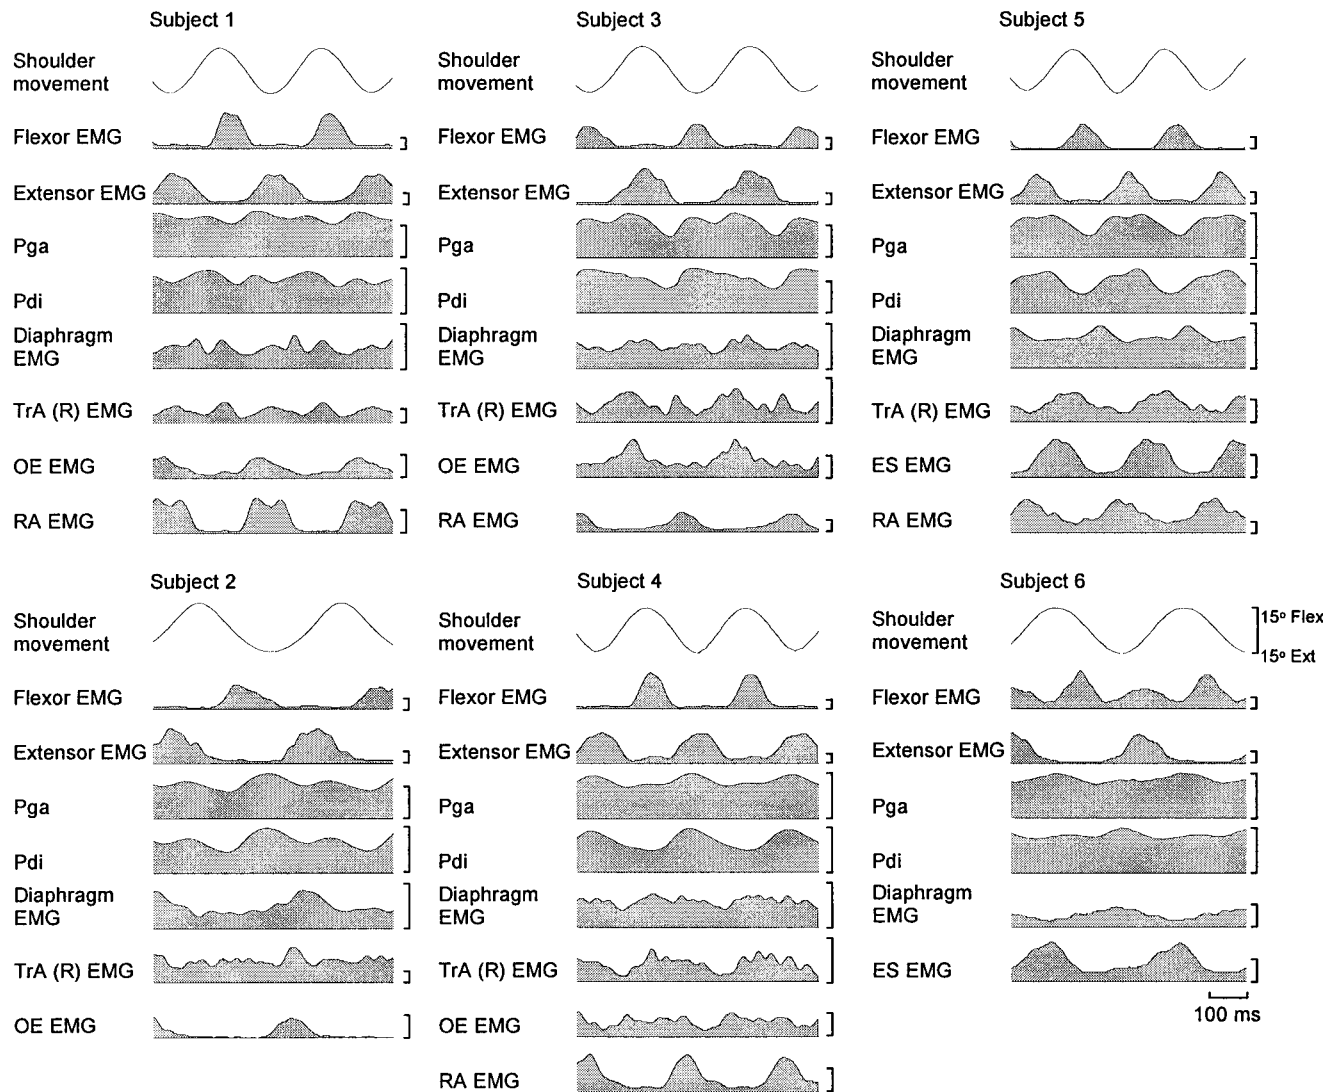 Subject 1
Shoulder
movement
Flexor EMG
Extensor EMG
Pga
Pdi
Diaphragm
EMG
TrA (R) EMG
OE EMG
RA EMG
Subject 3
Shoulder
movement
Flexor EMG
Extensor EMG
Pga
Pdi
Diaphragm
EMG
TrA (R) EMG
OE EMG
RA EMG
Subject 5
Shoulder
movement
Flexor EMG
Extensor EMG
Pga
Pdi
Diaphragm
EMG
TrA (R) EMG
ES EMG
RA EMG
Subject 2
Shoulder
movement
Flexor EMG
Extensor EMG
Pga
Pdi
Diaphragm
EMG
TrA (R) EMG
OE EMG
Subject 4
Shoulder
movement
Flexor EMG
Extensor EMG
Pga
Pdi
Diaphragm
EMG
TrA (R) EMG
OE EMG
RA EMG
Subject 6
Shoulder
movement
15º Flex
15º Ext
Flexor EMG
Extensor EMG
Pga
Pdi
Diaphragm
EMG
ES EMG
100 ms